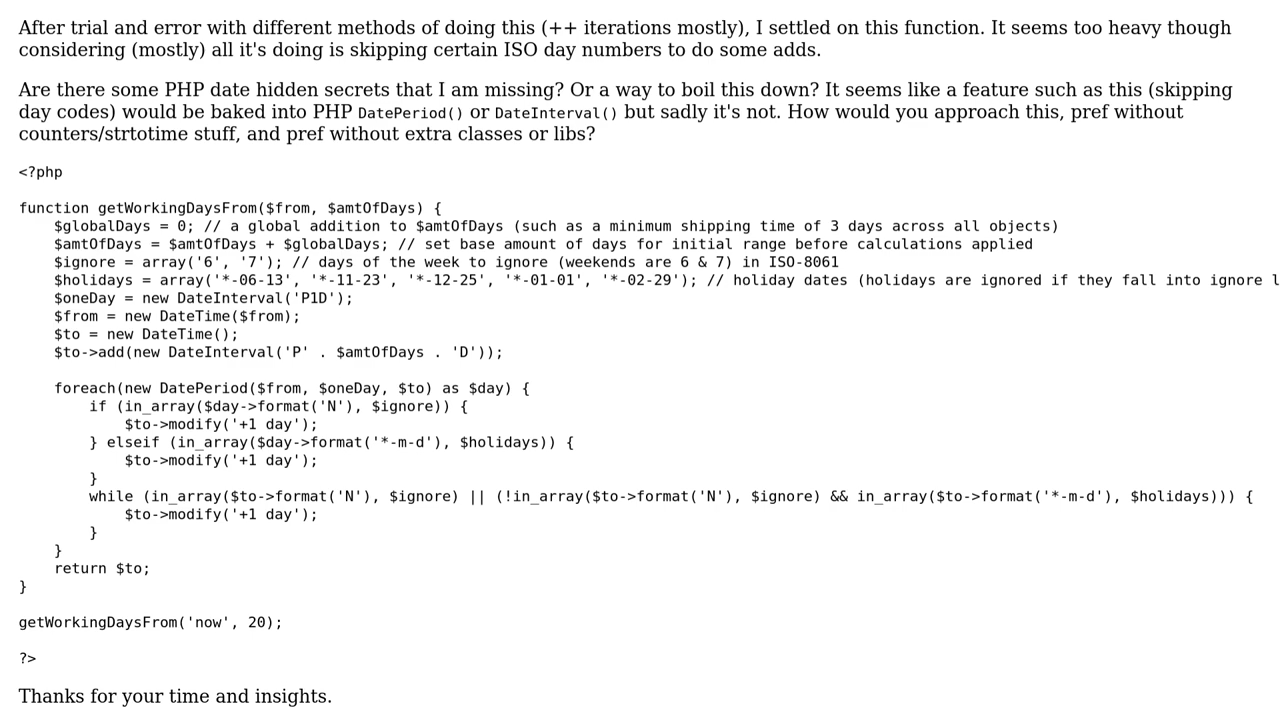 After trial and error with different methods of doing this (++ iterations mostly), I settled on this function. It seems too heavy though
considering (mostly) all it's doing is skipping certain ISO day numbers to do some adds.
Are there some PHP date hidden secrets that I am missing? Or a way to boil this down? It seems like a feature such as this (skipping
day codes) would be baked into PHP DatePeriod() or DateInterval() but sadly it's not. How would you approach this, pref without
counters/strtotime stuff, and pref without extra classes or libs?
<?php
function getWorkingDaysFrom($from, $amtOfDays) {
    $globalDays = 0; // a global addition to $amtOfDays (such as a minimum shipping time of 3 days across all objects)
    $amtOfDays = $amtOfDays + $globalDays; // set base amount of days for initial range before calculations applied
    $ignore = array('6', '7'); // days of the week to ignore (weekends are 6 & 7) in ISO-8061
    $holidays = array('*-06-13', '*-11-23', '*-12-25', '*-01-01', '*-02-29'); // holiday dates (holidays are ignored if they fall into ignore
    $oneDay = new DateInterval('P1D');
    $from = new DateTime($from);
    $to = new DateTime();
    $to->add(new DateInterval('P' . $amtOfDays . 'D'));
    foreach(new DatePeriod($from, $oneDay, $to) as $day) {
        if (in_array($day->format('N'), $ignore)) {
            $to->modify('+1 day');
        } elseif (in_array($day->format('*-m-d'), $holidays)) {
            $to->modify('+1 day');
        }
        while (in_array($to->format('N'), $ignore) || (!in_array($to->format('N'), $ignore) && in_array($to->format('*-m-d'), $holidays))) {
            $to->modify('+1 day');
        }
    }
    return $to;
}
getWorkingDaysFrom('now', 20);
?>
Thanks for your time and insights.